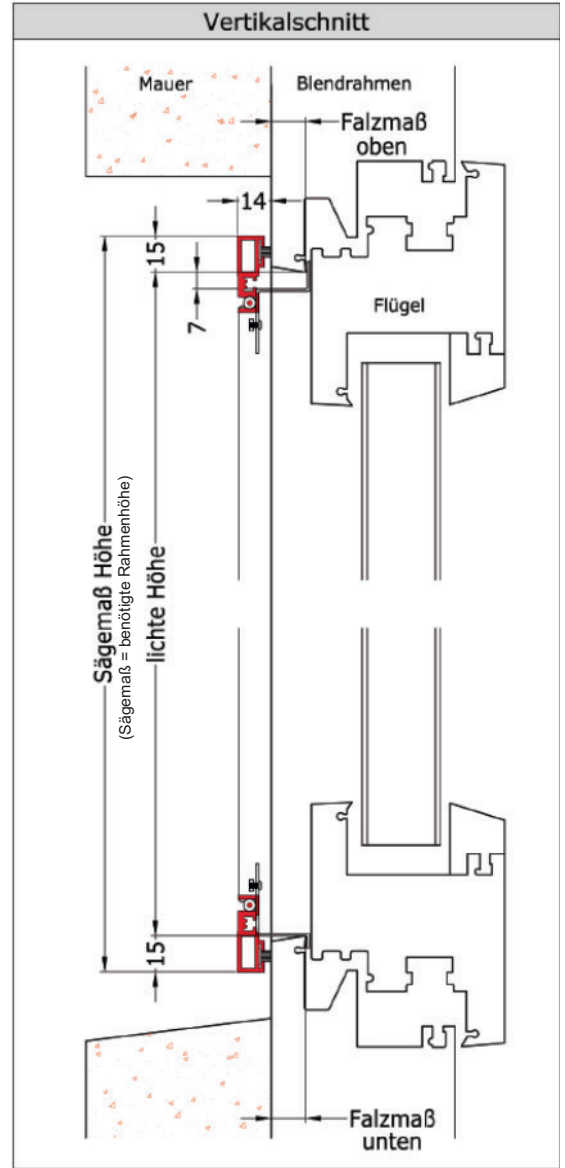 Vertikalschnitt
Mauer
Blendrahmen
Falzmaß
oben
14
15
7
Flügel
Sägemaß Höhe
(Sägemaß = benötigte Rahmenhöhe)
lichte Höhe
15
Falzmaß
unten